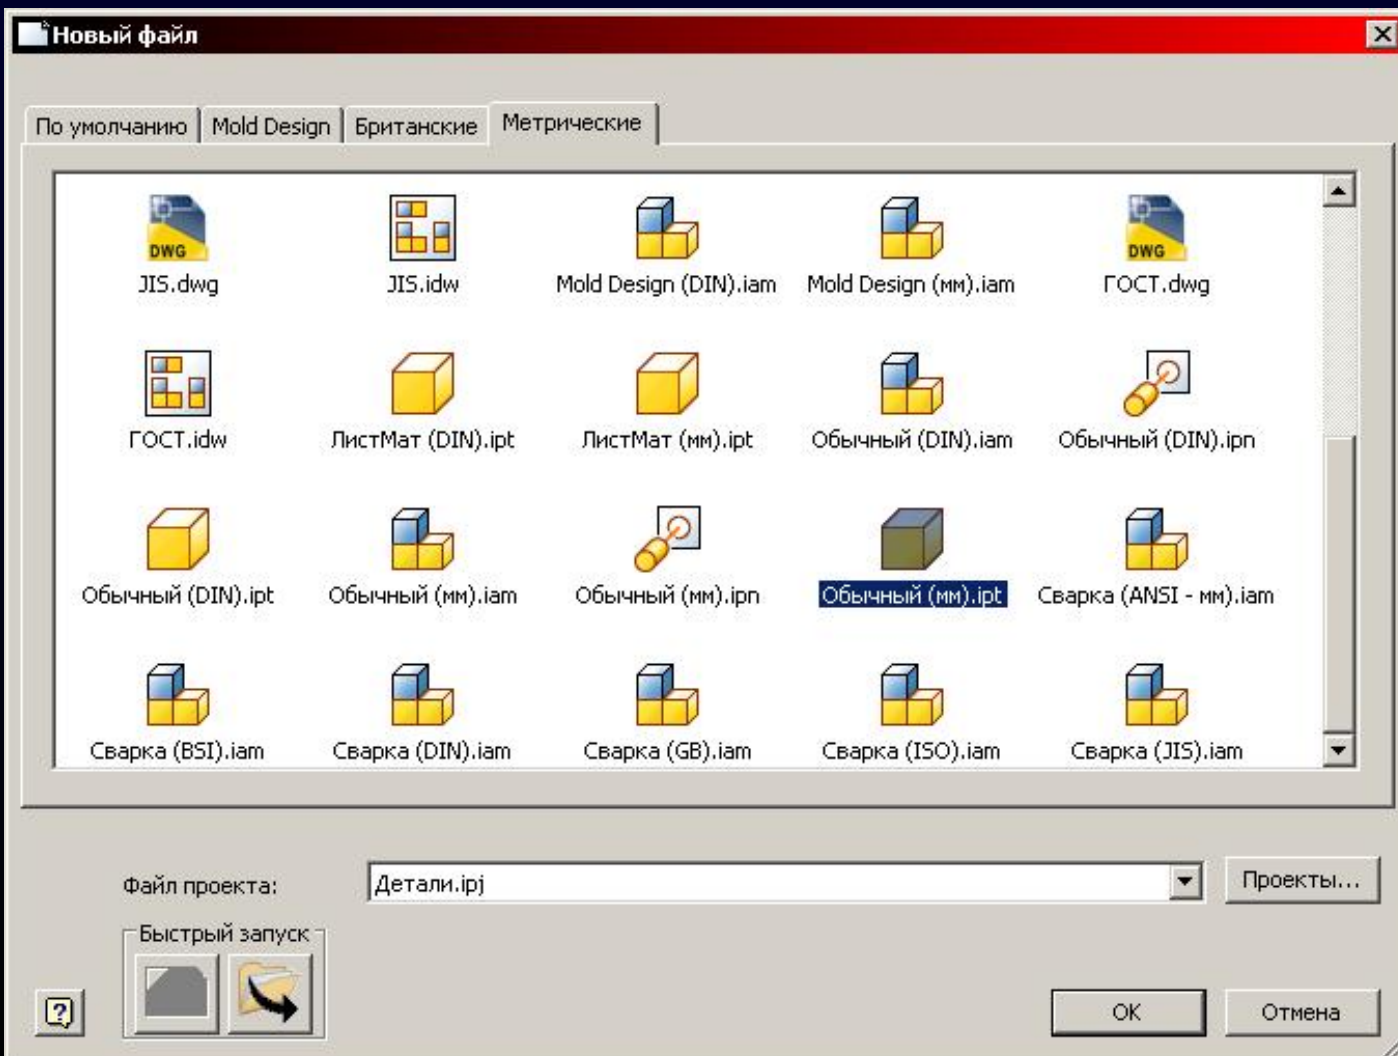 Новый файл
По умолчанию Mold Design Британские Метрические
DWG DWG
JIS.dwg JIS.idw Mold Design (DIN).iam Mold Design (мм).iam ГОСТ.dwg
ГОСТ.idw ЛистМат (DIN).ipt ЛистМат (мм).ipt Обычный (DIN).iam Обычный (DIN).ipn
Обычный (DIN).ipt Обычный (мм).iam Обычный (мм).ipn Обычный (мм).ipt Сварка (ANSI - мм).iam
Сварка (BSI).iam Сварка (DIN).iam Сварка (GB).iam Сварка (ISO).iam Сварка (JIS).iam
Файл проекта: Детали.ipj Проекты...
Быстрый запуск
? OK Отмена